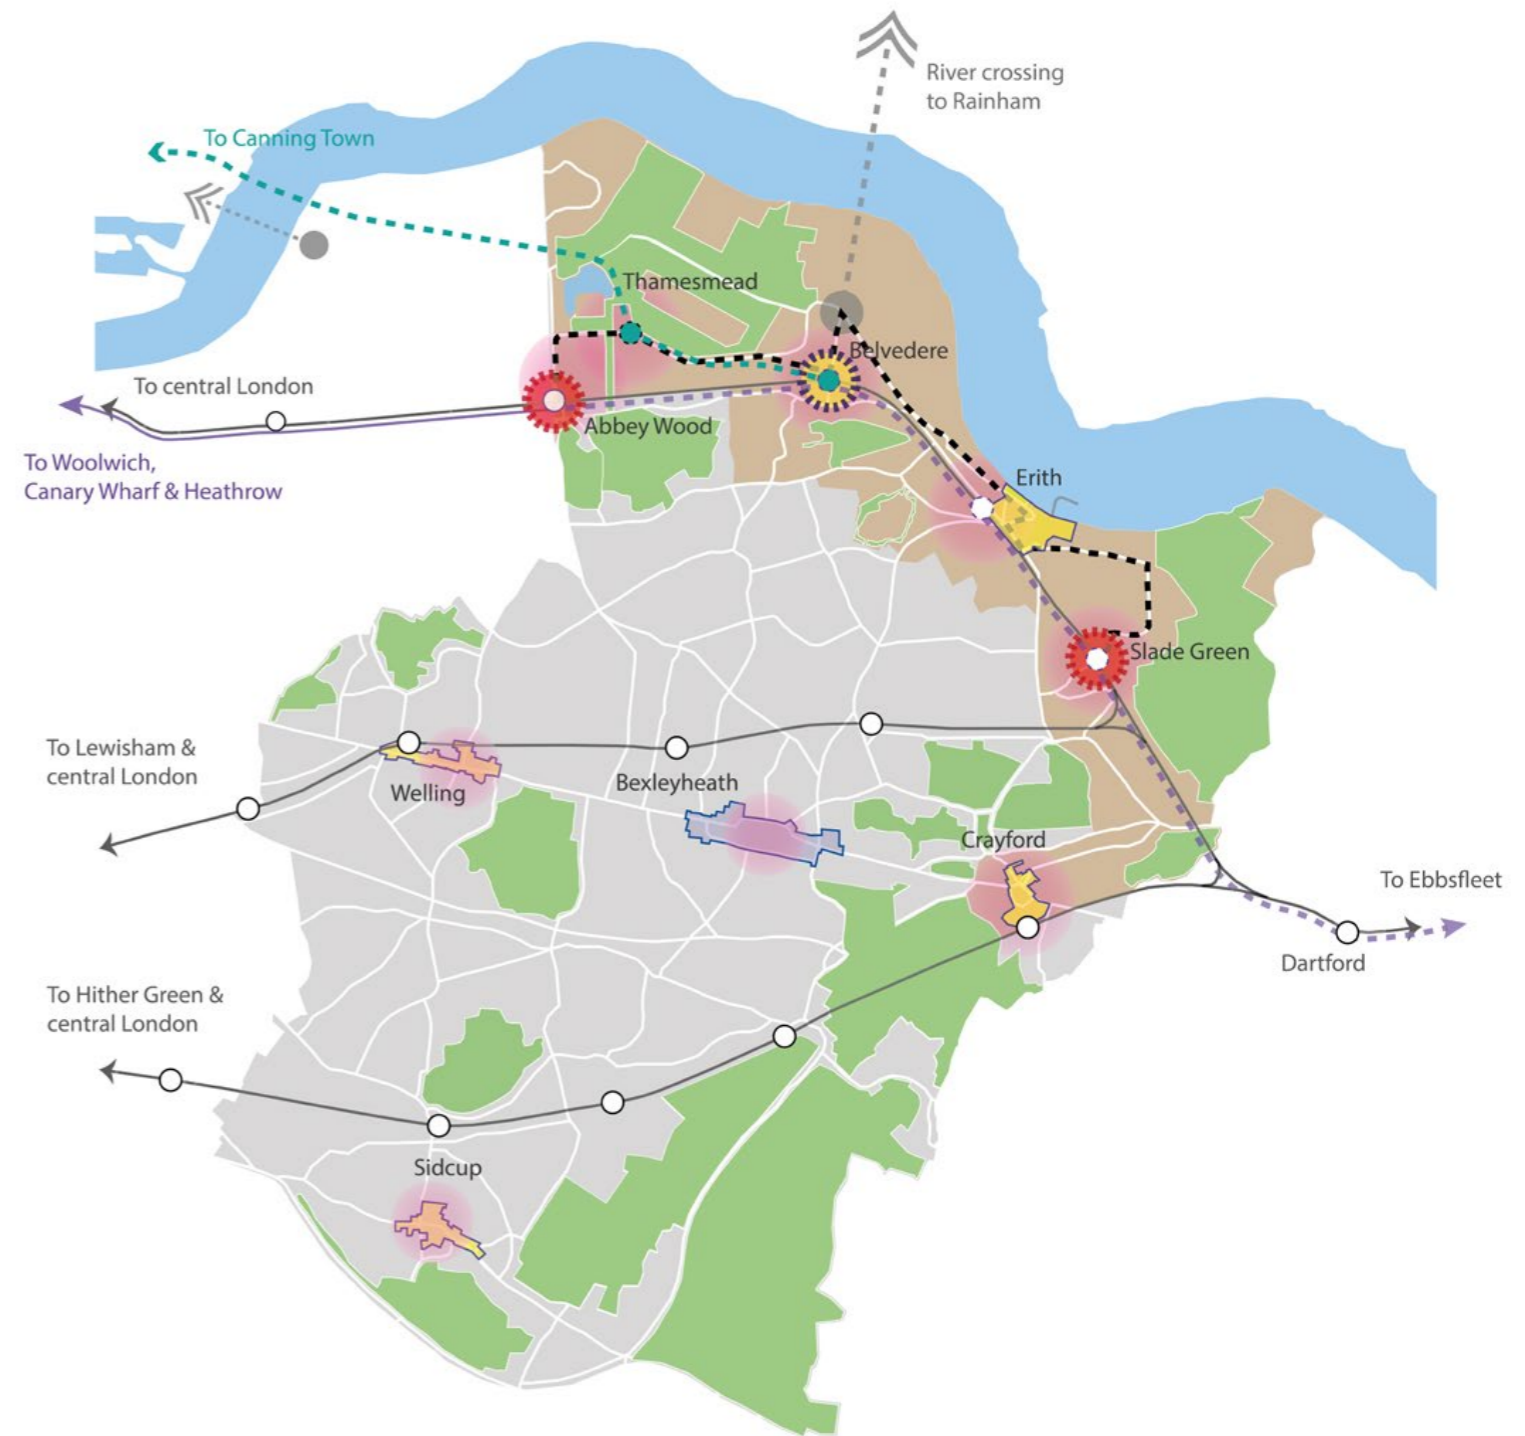 River crossing
to Rainham
To Canning Town
Thamesmead
Belvedere
To central London
Abbey Wood
To Woolwich,
Canary Wharf & Heathrow
Erith
Slade Green
To Lewisham &
central London
Welling
Bexleyheath
Crayford
To Ebbsfleet
Dartford
To Hither Green &
central London
Sidcup